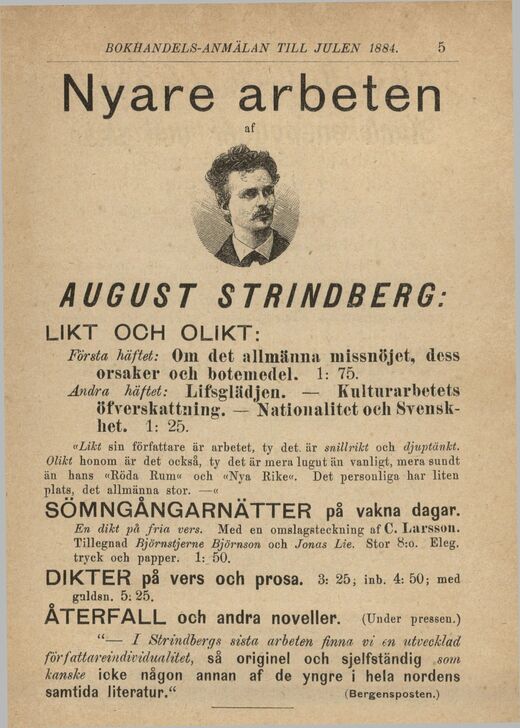 BOKHANDELS-ANMÄLAN TILL JULEN 1884. 5
Nyare arbeten
af
AUGUST STRINDBERG:
LIKT OCH OLIKT:
Första häftet: Om det allmänna missnöjet, dess
orsaker och botemedel. 1: 75.
Andra häftet: Lifsglädjen. — Kulturarbetets
öfverskattning. — Nationalitet och Svensk-
het. 1: 25.
«Likt sin författare är arbetet, ty det är snillrikt och djuptänkt.
Olikt honom är det också, ty det är mera lugnt än vanligt, mera sundt
än hans «Röda Rum« och «Nya Rike«. Det personliga har liten
plats, det allmänna stor. —«
SÖMNGÅNGARNÄTTER på vakna dagar.
En dikt på fria vers. Med en omslagsteckning af C. Larsson.
Tillegnad Björnstjerne Björnson och Jonas Lie. Stor 8:o. Eleg.
tryck och papper. 1: 50.
DIKTER på vers och prosa. 3: 25; inb. 4: 50; med
guldsn. 5: 25.
ÅTERFALL och andra noveller. (Under pressen.)
“— I Strindbergs sista arbeten finna vi en utvecklad
författareindividualitet, så originel och sjelfständig som
kanske icke någon annan af de yngre i hela nordens
samtida literatur.“ (Bergensposten.)